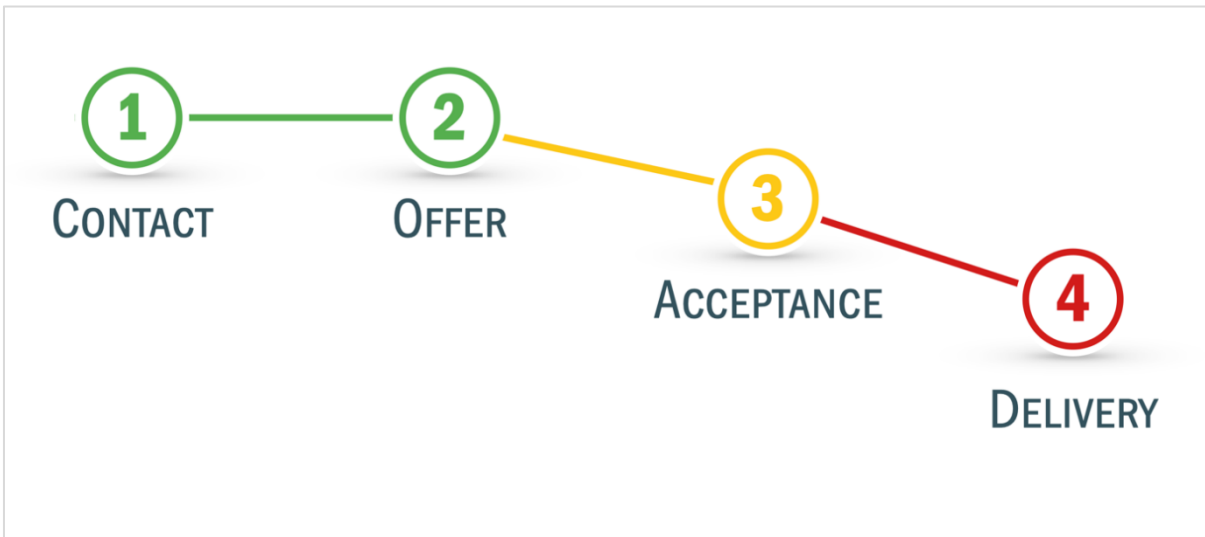 1
2
CONTACT
OFFER
3
ACCEPTANCE
4
DELIVERY